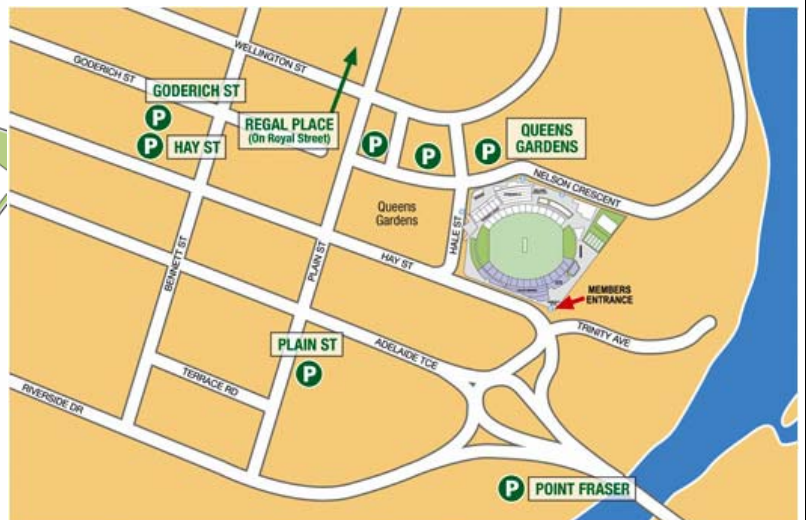 WELLINGTON ST
GODERICH ST
GODERICH ST
P
P
HAY ST
REGAL PLACE
(On Royal Street)
P
P
P
QUEENS
GARDENS
NELSON CRESCENT
Queens
Gardens
HALE ST
HAY ST
BENNETT ST
PLAIN ST
MEMBERS
ENTRANCE
TRINITY AVE
PLAIN ST
P
ADELAIDE TCE
TERRACE RD
RIVERSIDE DR
P
POINT FRASER